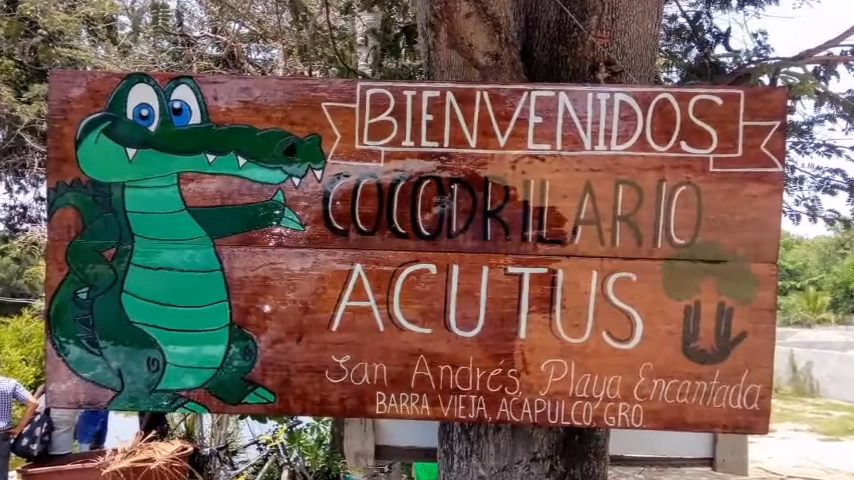 BIENVENIDOS
COCODRILARIO
ACUTUS
San Andrés, Playa Encantada
BARRA VIEJA, ACAPULCO, GRO.